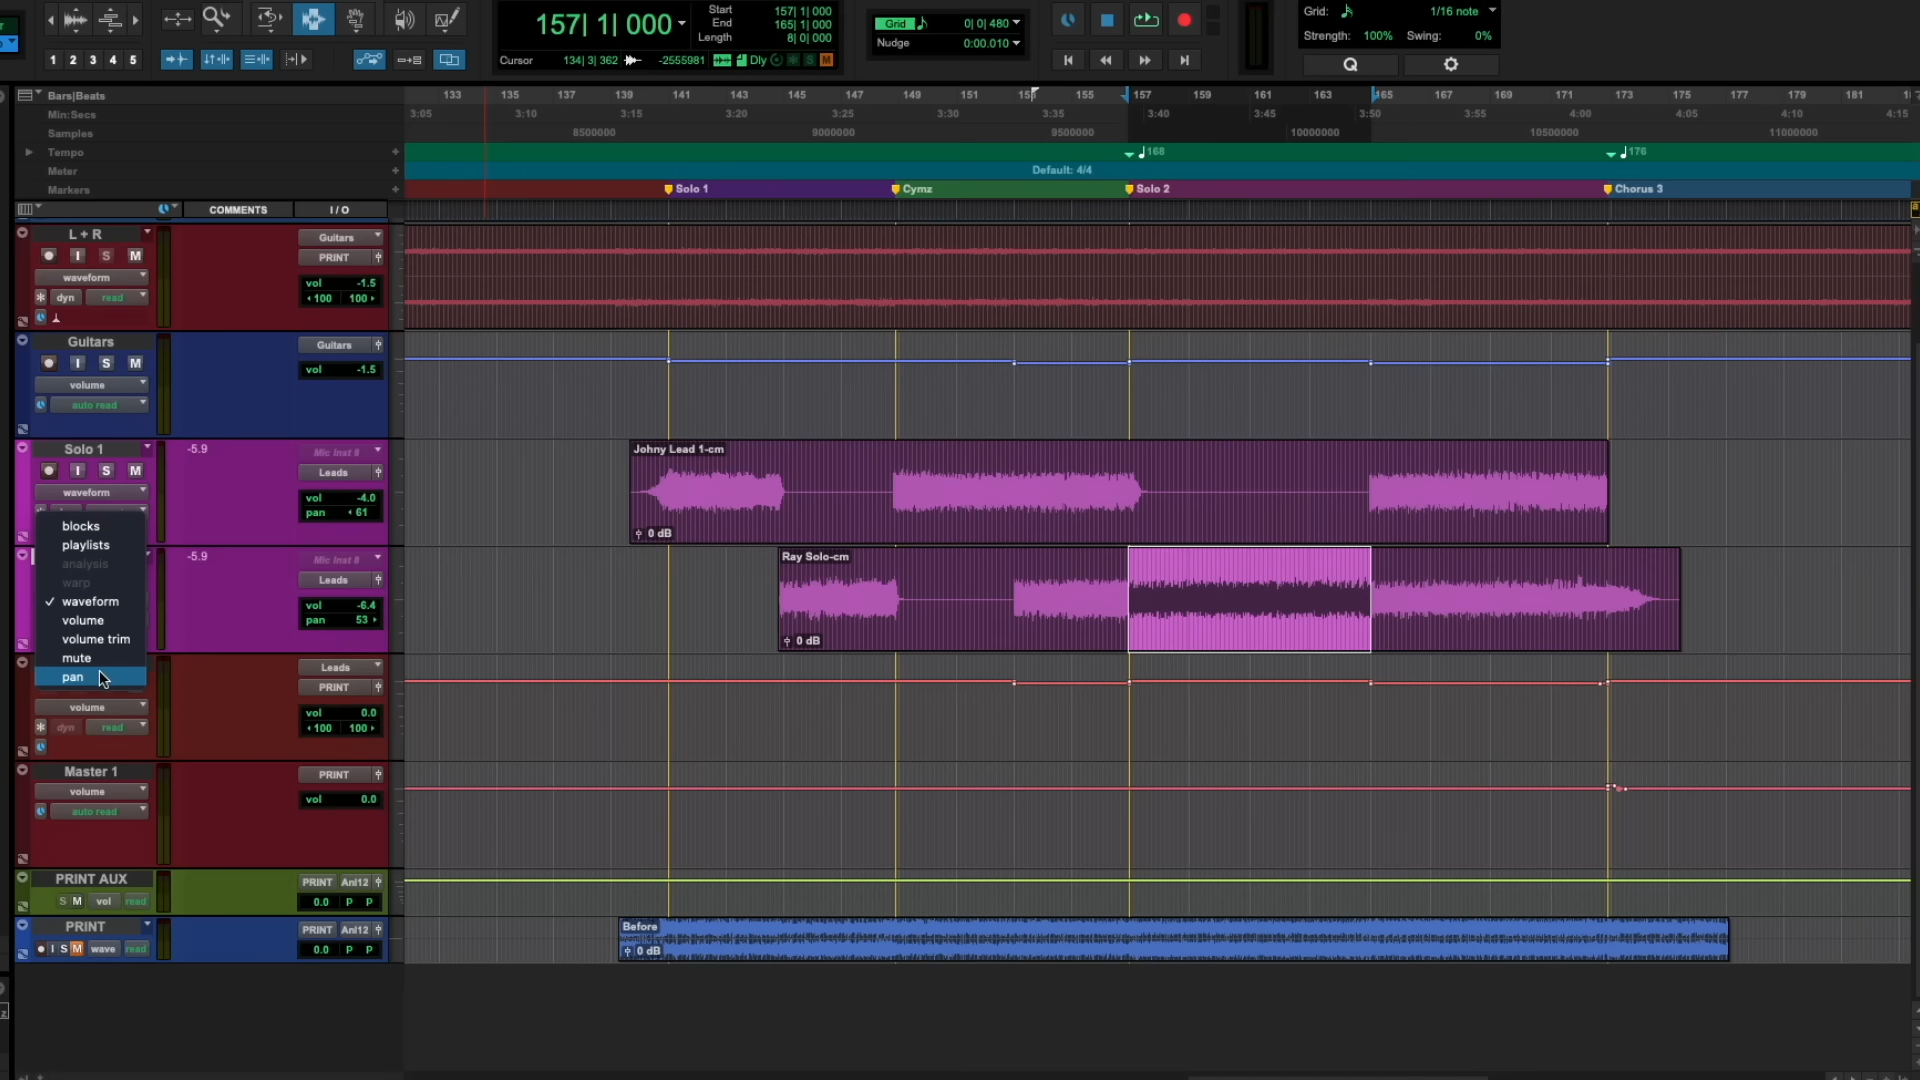 157| 1| 000
Start 157| 1| 000
End 165| 1| 000
Length 8| 0| 000
Grid 0| 0| 480
Nudge 0:00.010
Grid: 1/16 note
Strength: 100% Swing: 0%
1 2 3 4 5
Cursor 134| 3| 362 -2555981 Dly S M
Q
Bars|Beats 133 135 137 139 141 143 145 147 149 151 155 157 159 161 163 165 167 169 171 173 175 177 179 181
Min:Secs 3:05 3:10 3:15 3:20 3:25 3:30 3:35 3:40 3:45 3:50 3:55 4:00 4:05 4:10 4:15
Samples 8500000 9000000 9500000 10000000 10500000 11000000
Tempo + 168 176
Meter + Default: 4/4
Markers + Solo 1 Cymz Solo 2 Chorus 3
COMMENTS I / O
L + R Guitars
I S M PRINT
waveform vol -1.5
dyn read 100 100
Guitars Guitars
I S M vol -1.5
volume
auto read
Solo 1 -5.9 Mic Inst 8 Johny Lead 1-cm
I S M Leads
waveform vol -4.0
pan 61
0 dB
blocks
playlists
analysis
warp
waveform
volume
volume trim
mute
pan
-5.9 Mic Inst 8 Ray Solo-cm
Leads
vol -6.4
pan 53
0 dB
Leads
PRINT
volume vol 0.0
dyn read 100 100
Master 1 PRINT
volume vol 0.0
auto read
PRINT AUX PRINT Anl12
S M vol read 0.0 P P
PRINT PRINT Anl12 Before
I S M wave read 0.0 P P 0 dB